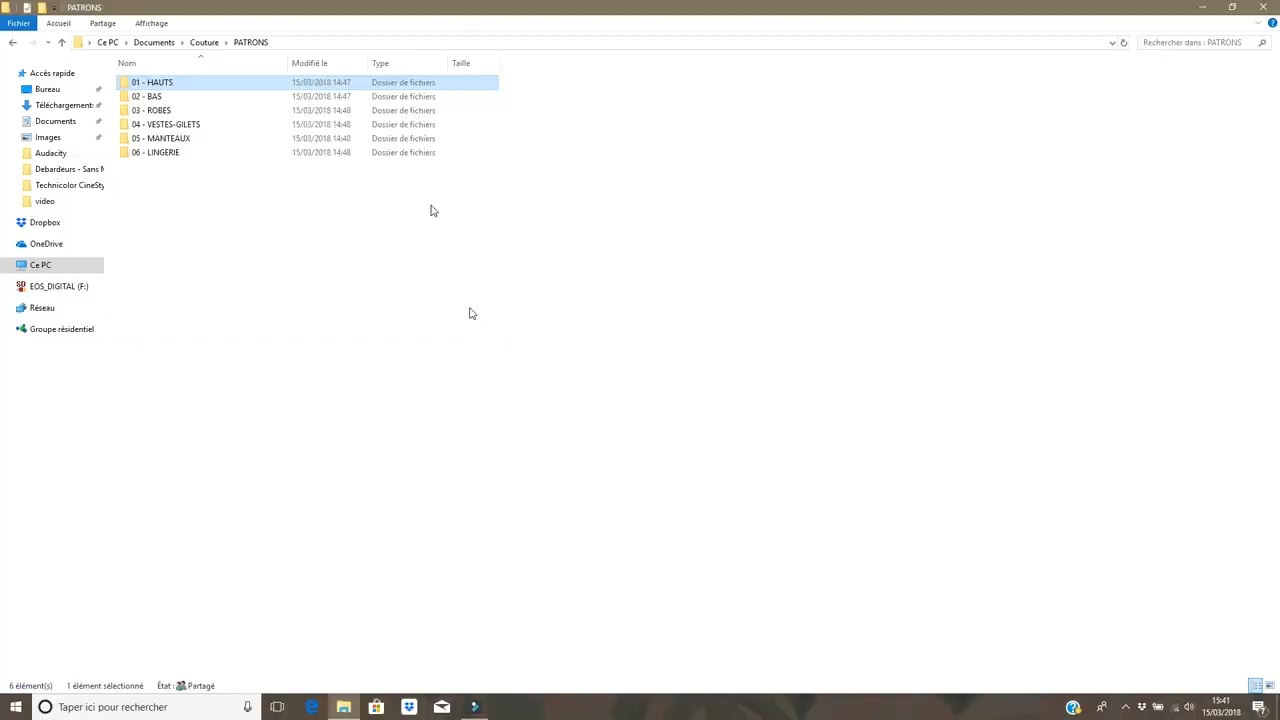 PATRONS
Fichier Accueil Partage Affichage
Ce PC Documents Couture PATRONS
Rechercher dans : PATRONS
Nom Modifié le Type Taille
01 - HAUTS 15/03/2018 14:47 Dossier de fichiers
02 - BAS 15/03/2018 14:47 Dossier de fichiers
03 - ROBES 15/03/2018 14:48 Dossier de fichiers
04 - VESTES-GILETS 15/03/2018 14:48 Dossier de fichiers
05 - MANTEAUX 15/03/2018 14:48 Dossier de fichiers
06 - LINGERIE 15/03/2018 14:48 Dossier de fichiers
Accès rapide
Bureau
Téléchargements
Documents
Images
Audacity
Debardeurs - Sans M
Technicolor CineSty
video
Dropbox
OneDrive
Ce PC
EOS_DIGITAL (F:)
Réseau
Groupe résidentiel
6 élément(s) 1 élément sélectionné État : Partagé
Taper ici pour rechercher
15:41
15/03/2018